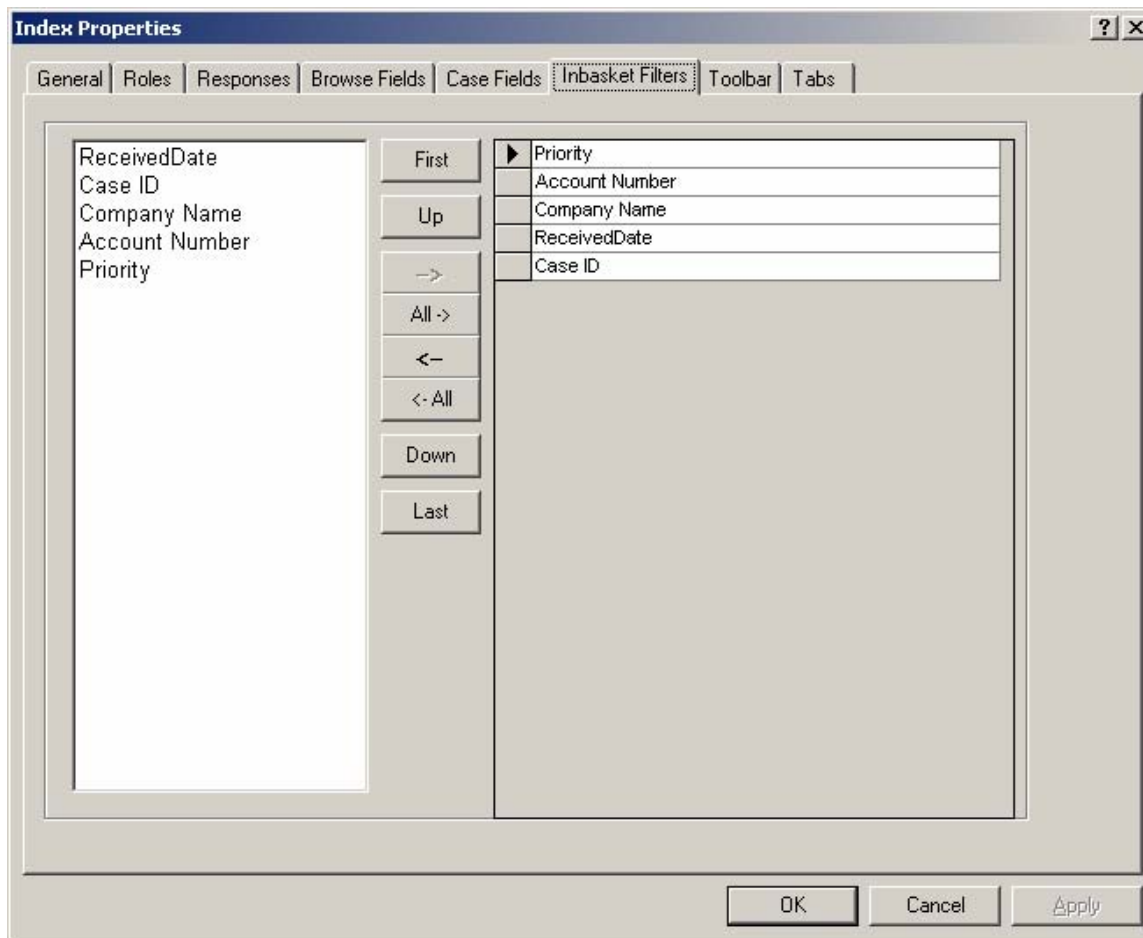 Index Properties
? X
General Roles Responses Browse Fields Case Fields Inbasket Filters Toolbar Tabs
ReceivedDate
Case ID
Company Name
Account Number
Priority
First
Up
-->
All ->
<--
<- All
Down
Last
Priority
Account Number
Company Name
ReceivedDate
Case ID
OK Cancel Apply